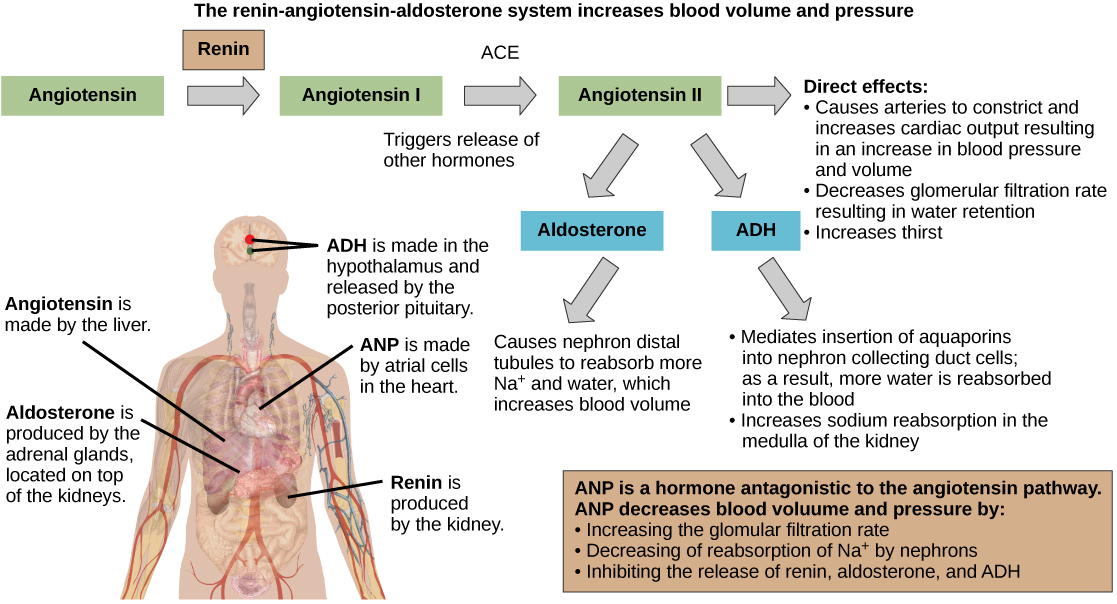 The renin-angiotensin-aldosterone system increases blood volume and pressure
Renin
ACE
Angiotensin
Angiotensin I
Angiotensin II
Direct effects:
• Causes arteries to constrict and
increases cardiac output resulting
in an increase in blood pressure
and volume
• Decreases glomerular filtration rate
resulting in water retention
• Increases thirst
Triggers release of
other hormones
Aldosterone
ADH
ADH is made in the
hypothalamus and
released by the
posterior pituitary.
Angiotensin is
made by the liver.
ANP is made
by atrial cells
in the heart.
Aldosterone is
produced by the
adrenal glands,
located on top
of the kidneys.
Renin is
produced
by the kidney.
Causes nephron distal
tubules to reabsorb more
Na⁺ and water, which
increases blood volume
• Mediates insertion of aquaporins
into nephron collecting duct cells;
as a result, more water is reabsorbed
into the blood
• Increases sodium reabsorption in the
medulla of the kidney
ANP is a hormone antagonistic to the angiotensin pathway.
ANP decreases blood voluume and pressure by:
• Increasing the glomular filtration rate
• Decreasing of reabsorption of Na⁺ by nephrons
• Inhibiting the release of renin, aldosterone, and ADH